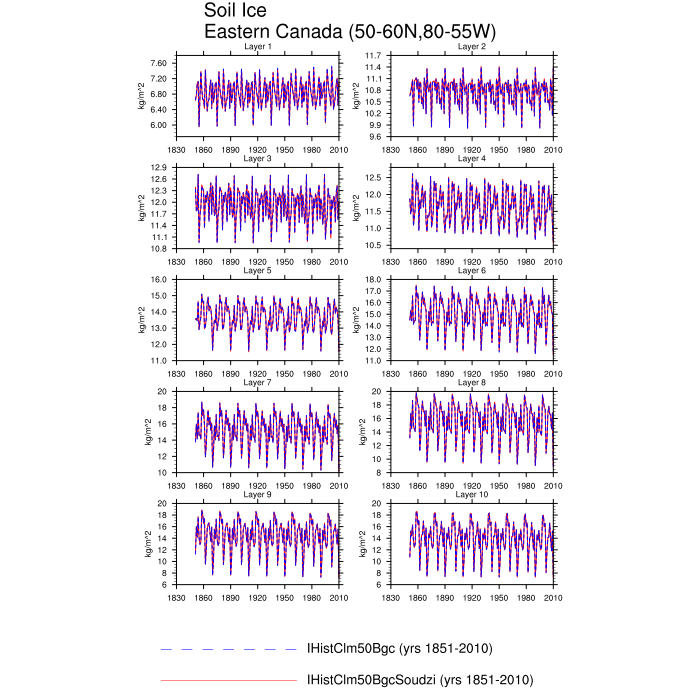 Soil Ice
Eastern Canada (50-60N,80-55W)
Layer 1 Layer 2
7.60 7.20 6.80 6.40 6.00
kg/m^2
1830 1860 1890 1920 1950 1980 2010
11.7 11.4 11.1 10.8 10.5 10.2 9.9 9.6
kg/m^2
1830 1860 1890 1920 1950 1980 2010
Layer 3 Layer 4
12.9 12.6 12.3 12.0 11.7 11.4 11.1 10.8
kg/m^2
1830 1860 1890 1920 1950 1980 2010
12.5 12.0 11.5 11.0 10.5
kg/m^2
1830 1860 1890 1920 1950 1980 2010
Layer 5 Layer 6
16.0 15.0 14.0 13.0 12.0 11.0
kg/m^2
1830 1860 1890 1920 1950 1980 2010
18.0 17.0 16.0 15.0 14.0 13.0 12.0 11.0
kg/m^2
1830 1860 1890 1920 1950 1980 2010
Layer 7 Layer 8
20 18 16 14 12 10
kg/m^2
1830 1860 1890 1920 1950 1980 2010
20 18 16 14 12 10 8
kg/m^2
1830 1860 1890 1920 1950 1980 2010
Layer 9 Layer 10
20 18 16 14 12 10 8 6
kg/m^2
1830 1860 1890 1920 1950 1980 2010
20 18 16 14 12 10 8 6
kg/m^2
1830 1860 1890 1920 1950 1980 2010
IHistClm50Bgc (yrs 1851-2010)
IHistClm50BgcSoudzi (yrs 1851-2010)